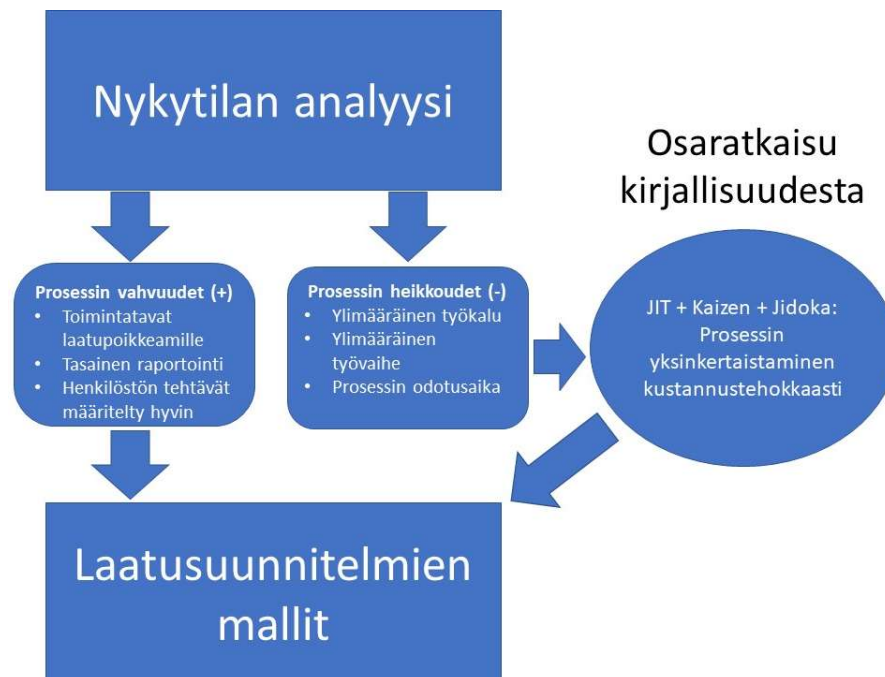 Nykytilan analyysi
Osaratkaisu
kirjallisuudesta
Prosessin vahvuudet (+)
• Toimintatavat
laatupoikkeamille
• Tasainen raportointi
• Henkilöstön tehtävät
määritelty hyvin
Prosessin heikkoudet (-)
• Ylimääräinen työkalu
• Ylimääräinen
työvaihe
• Prosessin odotusaika
JIT + Kaizen + Jidoka:
Prosessin
yksinkertaistaminen
kustannustehokkaasti
Laatusuunnitelmien
mallit